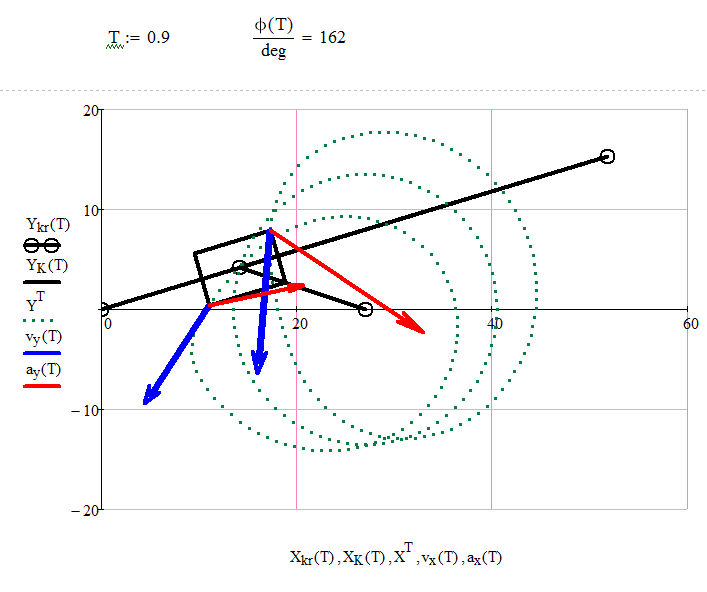 T := 0.9
ϕ(T)
deg
= 162
20
10
0
−10
−20
0
20
40
60
Ykr(T)
YK(T)
Y^T
vy(T)
ay(T)
Xkr(T) , XK(T) , X^T , vx(T) , ax(T)